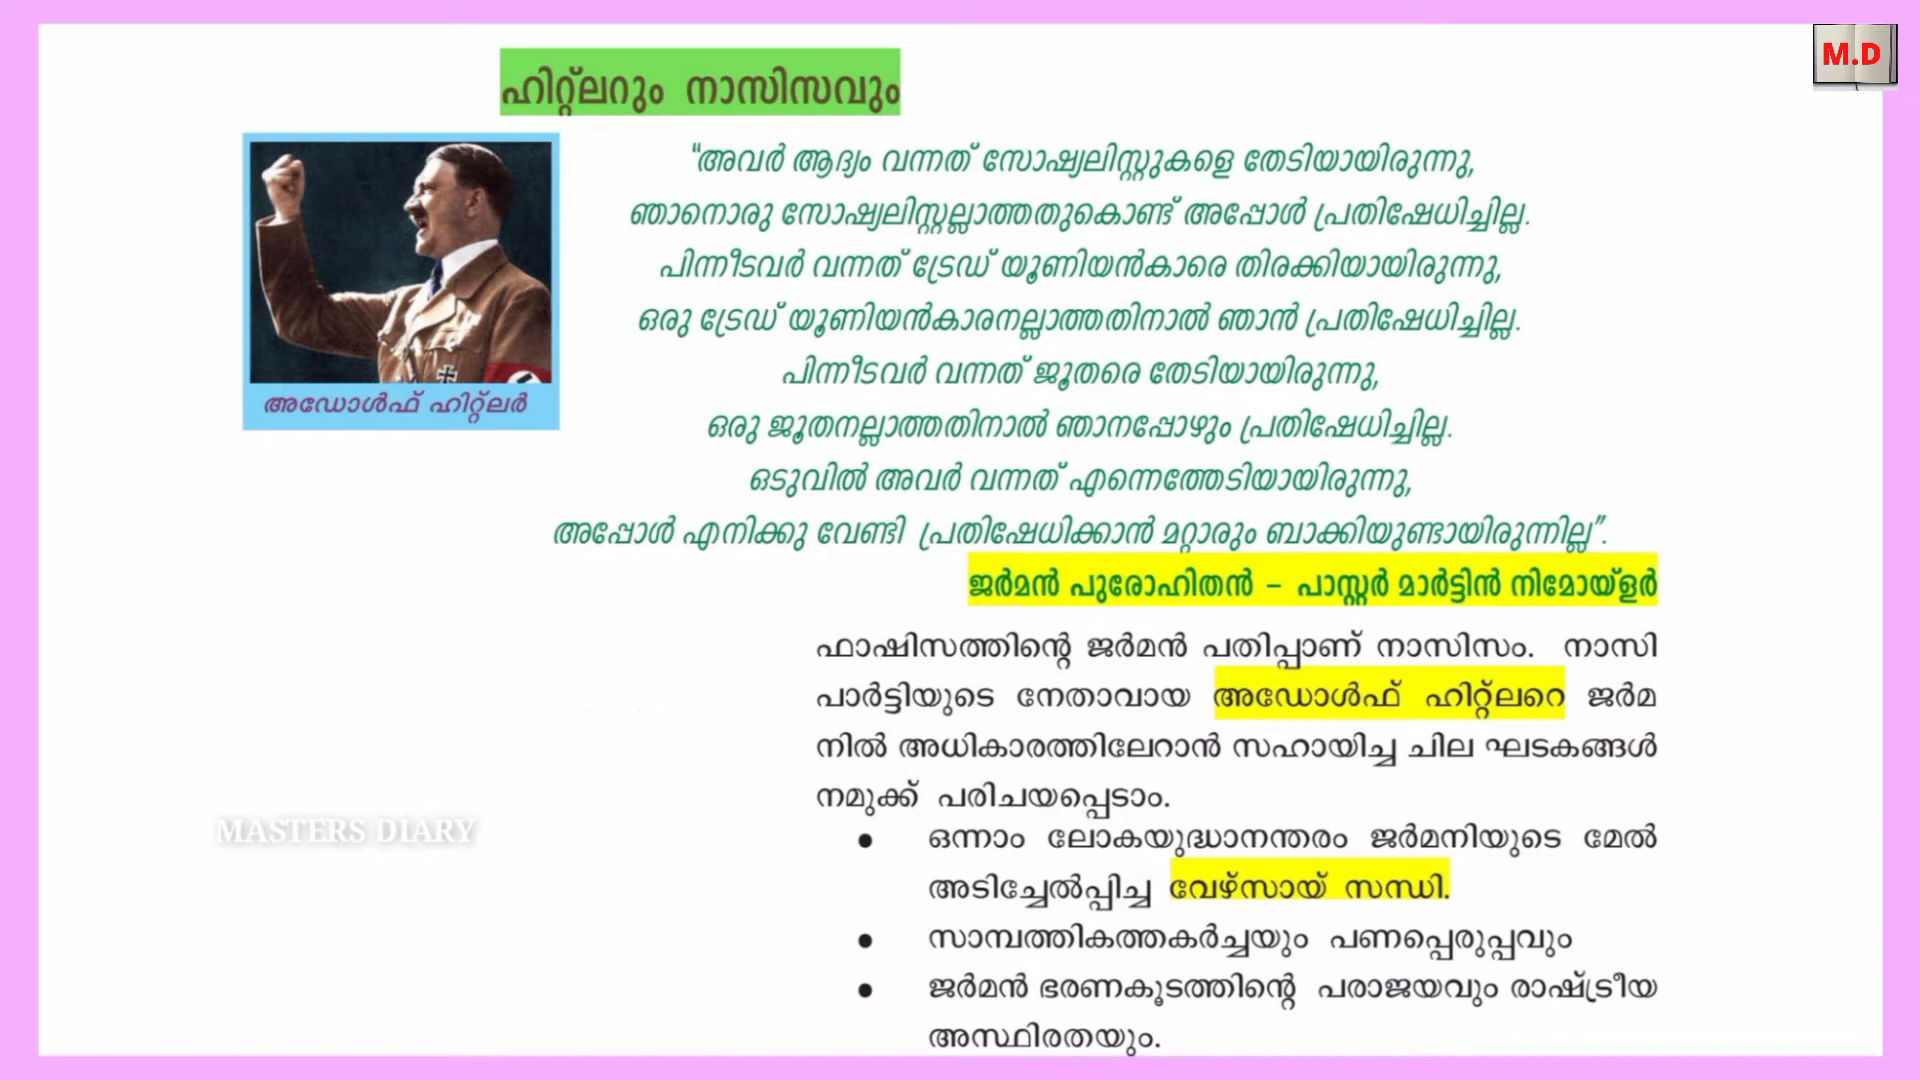 M.D
ഹിറ്റ്ലറും നാസിസവും
"അവർ ആദ്യം വന്നത് സോഷ്യലിസ്റ്റുകളെ തേടിയായിരുന്നു,
ഞാനൊരു സോഷ്യലിസ്റ്റല്ലാത്തതുകൊണ്ട് അപ്പോൾ പ്രതിഷേധിച്ചില്ല.
പിന്നീടവർ വന്നത് ട്രേഡ് യൂണിയൻകാരെ തിരക്കിയായിരുന്നു,
ഒരു ട്രേഡ് യൂണിയൻകാരനല്ലാത്തതിനാൽ ഞാൻ പ്രതിഷേധിച്ചില്ല.
പിന്നീടവർ വന്നത് ജൂതരെ തേടിയായിരുന്നു,
ഒരു ജൂതനല്ലാത്തതിനാൽ ഞാനപ്പോഴും പ്രതിഷേധിച്ചില്ല.
ഒടുവിൽ അവർ വന്നത് എന്നെത്തേടിയായിരുന്നു,
അപ്പോൾ എനിക്കു വേണ്ടി പ്രതിഷേധിക്കാൻ മറ്റാരും ബാക്കിയുണ്ടായിരുന്നില്ല".
ജർമൻ പുരോഹിതൻ – പാസ്റ്റർ മാർട്ടിൻ നിമോയ്ളർ
അഡോൾഫ് ഹിറ്റ്ലർ
ഫാഷിസത്തിന്റെ ജർമൻ പതിപ്പാണ് നാസിസം. നാസി
പാർട്ടിയുടെ നേതാവായ അഡോൾഫ് ഹിറ്റ്ലറെ ജർമ
നിൽ അധികാരത്തിലേറാൻ സഹായിച്ച ചില ഘടകങ്ങൾ
നമുക്ക് പരിചയപ്പെടാം.
• ഒന്നാം ലോകയുദ്ധാനന്തരം ജർമനിയുടെ മേൽ
അടിച്ചേൽപ്പിച്ച വേഴ്സായ് സന്ധി.
• സാമ്പത്തികത്തകർച്ചയും പണപ്പെരുപ്പവും
• ജർമൻ ഭരണകൂടത്തിന്റെ പരാജയവും രാഷ്ട്രീയ
അസ്ഥിരതയും.
MASTERS DIARY